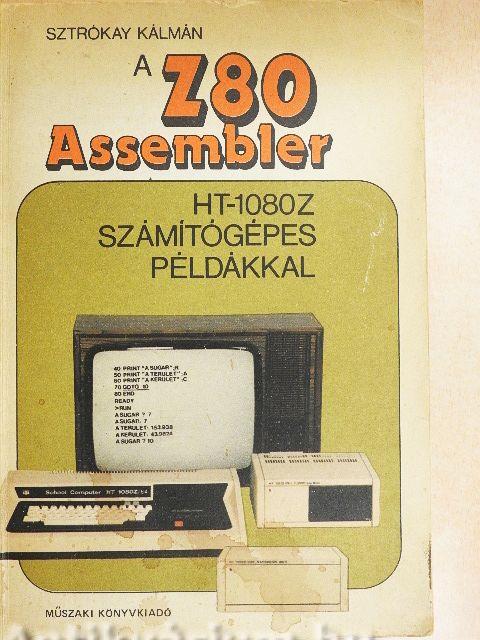 SZTRÓKAY KÁLMÁN
A Z80
Assembler
HT-1080Z
SZÁMÍTÓGÉPES
PÉLDÁKKAL
40 PRINT "A SUGAR";R
50 PRINT "A TERULET";A
60 PRINT "A KERULET";C
70 GOTO 10
80 END
READY
>RUN
A SUGAR ? 7
A SUGAR: 7
A TERULET: 153.938
A KERULET: 43.9824
A SUGAR ? 10
School Computer HT 1080Z/64
MŰSZAKI KÖNYVKIADÓ